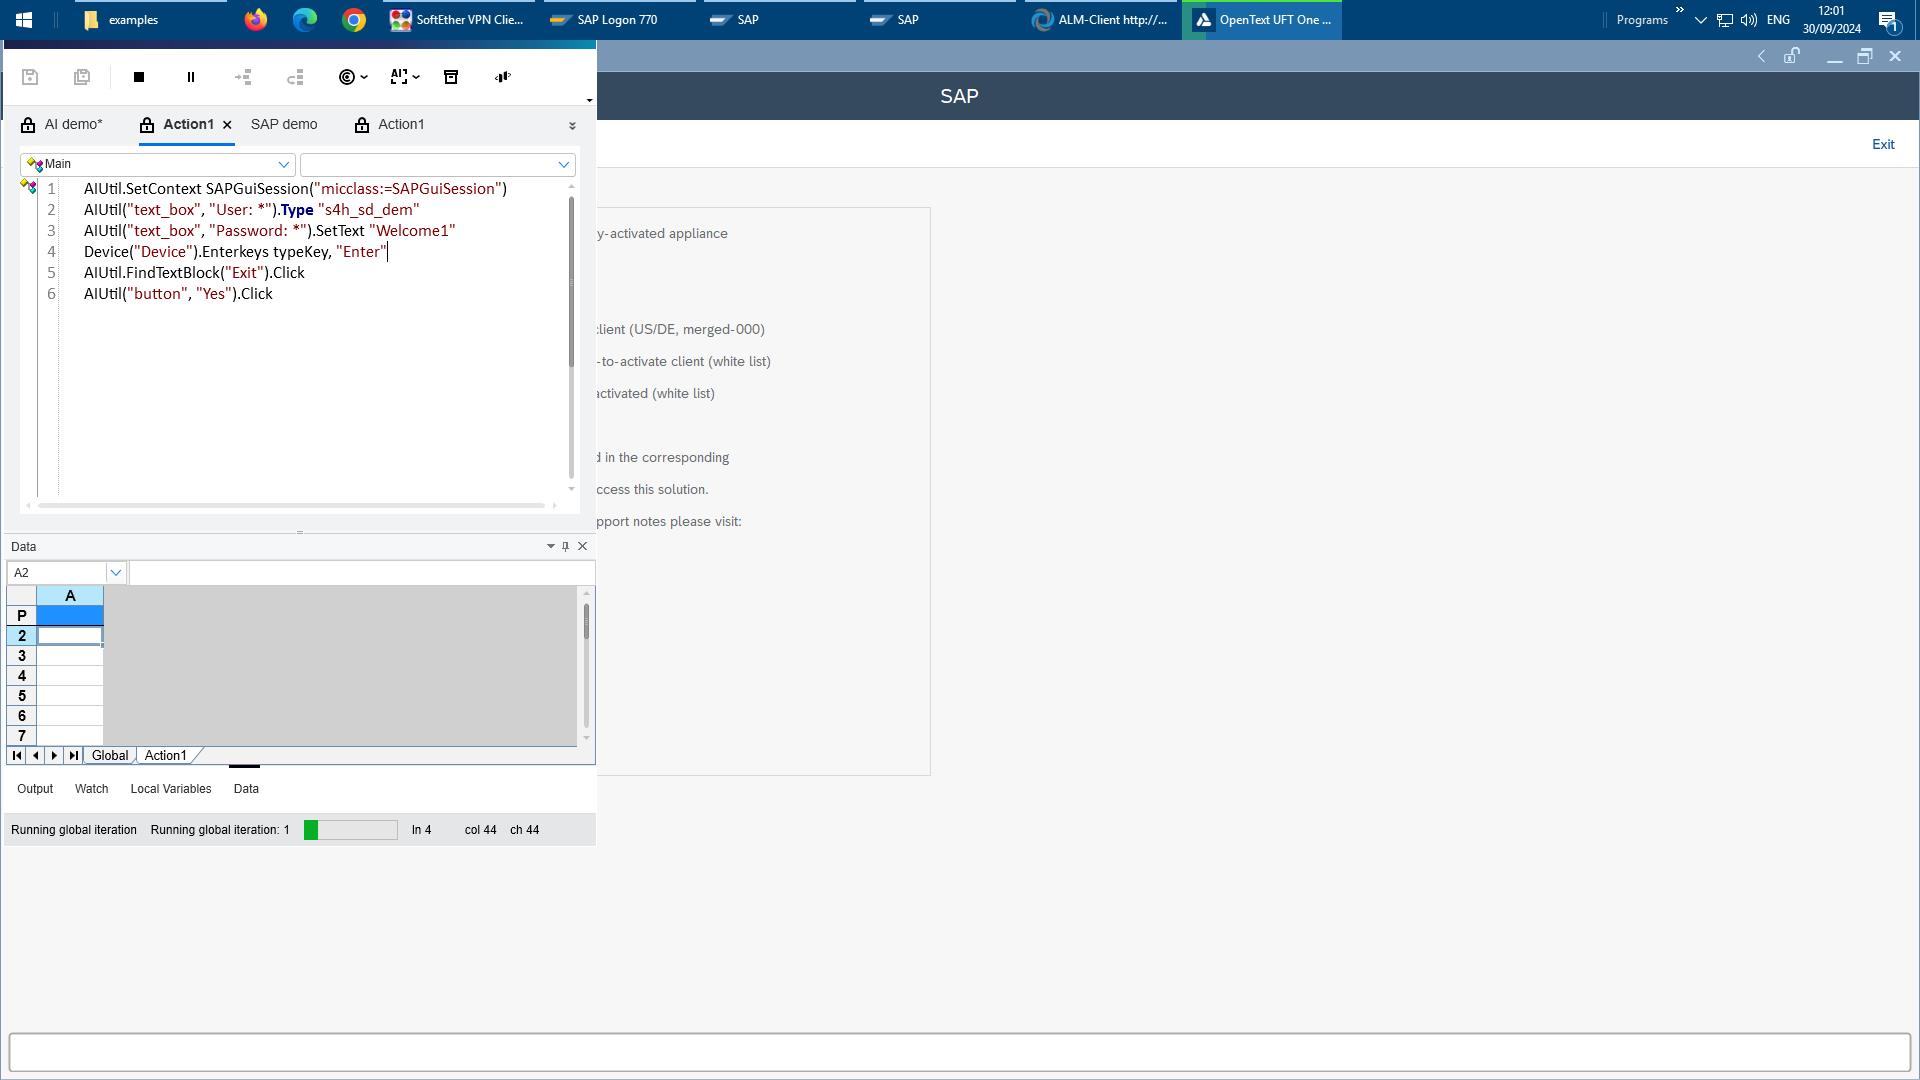 examples
SoftEther VPN Clie...
SAP Logon 770
SAP
SAP
ALM-Client http://...
OpenText UFT One ...
Programs
ENG
12:01
30/09/2024
1
SAP
Exit
AI demo*
Action1
SAP demo
Action1
Main
1 AIUtil.SetContext SAPGuiSession("micclass:=SAPGuiSession")
2 AIUtil("text_box", "User: *").Type "s4h_sd_dem"
3 AIUtil("text_box", "Password: *").SetText "Welcome1"
4 Device("Device").Enterkeys typeKey, "Enter"
5 AIUtil.FindTextBlock("Exit").Click
6 AIUtil("button", "Yes").Click
y-activated appliance
client (US/DE, merged-000)
-to-activate client (white list)
activated (white list)
d in the corresponding
ccess this solution.
pport notes please visit:
Data
A2
A
P
2
3
4
5
6
7
Global
Action1
Output
Watch
Local Variables
Data
Running global iteration
Running global iteration: 1
ln 4
col 44
ch 44